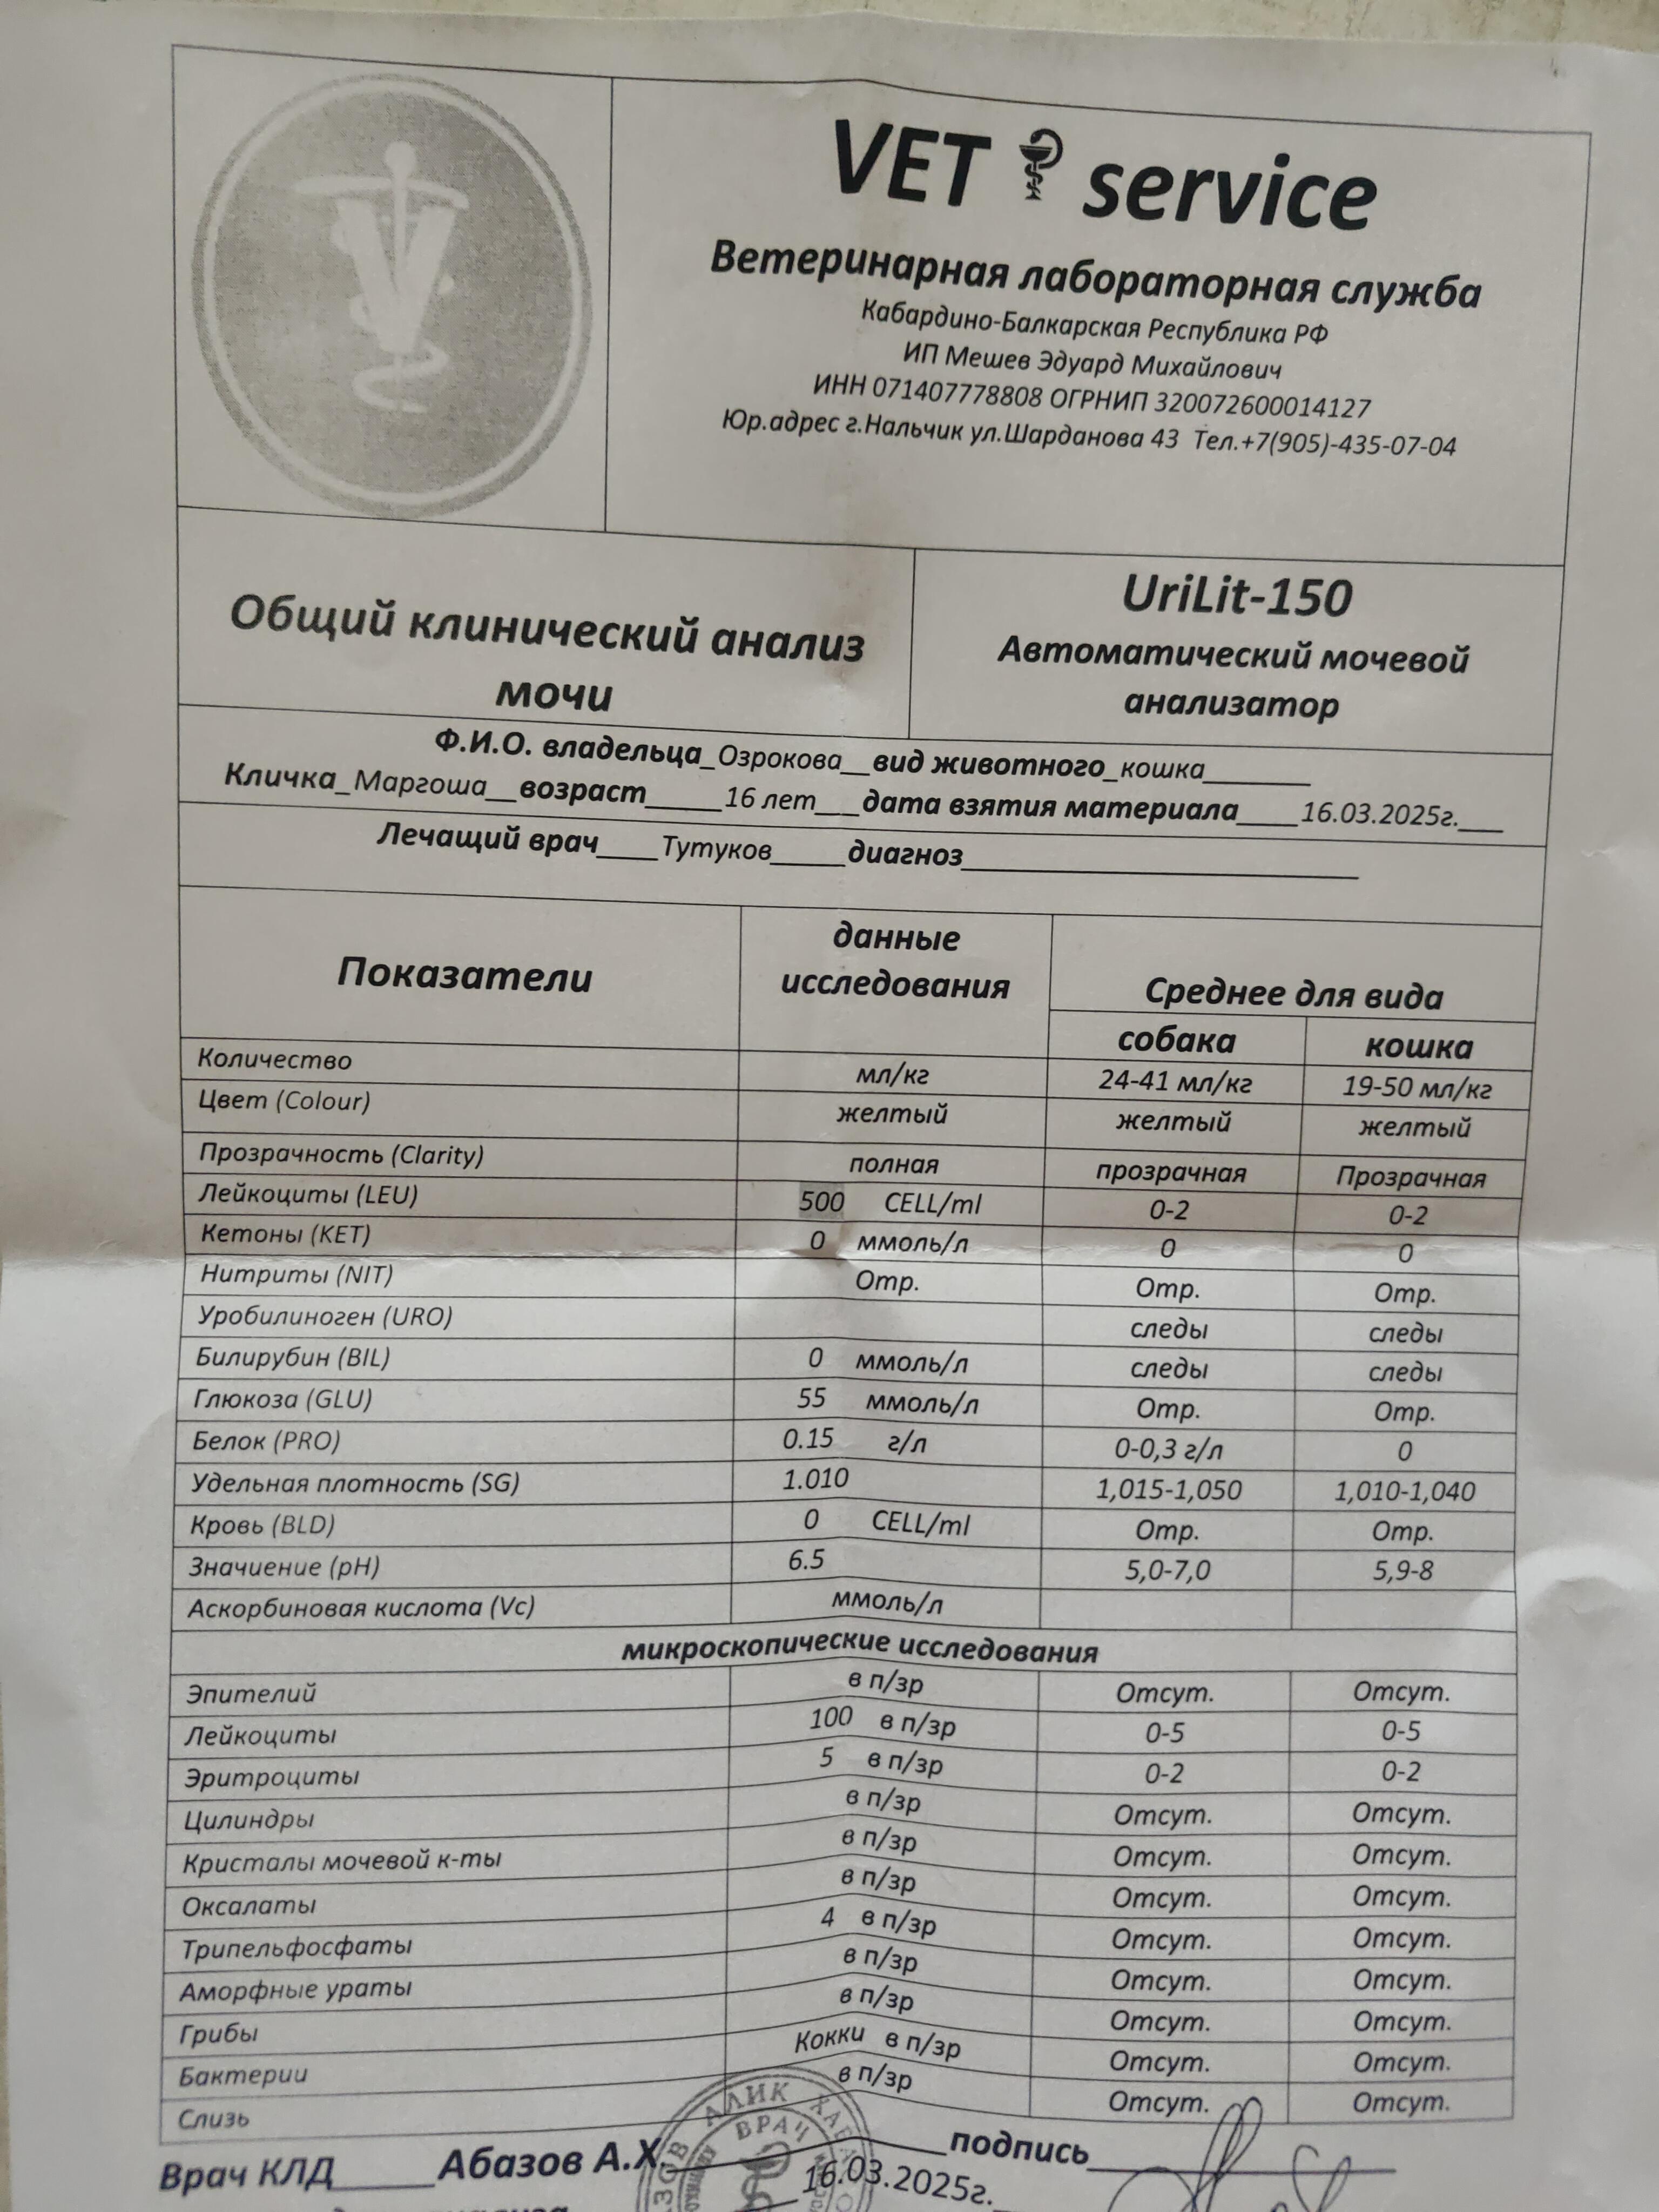 VET service
Ветеринарная лабораторная служба
Кабардино-Балкарская Республика РФ
ИП Мешев Эдуард Михайлович
ИНН 071407778808 ОГРНИП 320072600014127
Юр.адрес г.Нальчик ул.Шарданова 43 Тел.+7(905)-435-07-04
Общий клинический анализ
мочи
UriLit-150
Автоматический мочевой
анализатор
Ф.И.О. владельца_Озрокова__вид животного_кошка_______
Кличка_Маргоша__возраст_____16 лет___дата взятия материала____16.03.2025г.___
Лечащий врач____Тутуков_____диагноз__________________________
Показатели данные исследования Среднее для вида
собака кошка
Количество мл/кг 24-41 мл/кг 19-50 мл/кг
Цвет (Colour) желтый желтый желтый
Прозрачность (Clarity) полная прозрачная Прозрачная
Лейкоциты (LEU) 500 CELL/ml 0-2 0-2
Кетоны (KET) 0 ммоль/л 0 0
Нитриты (NIT) Отр. Отр. Отр.
Уробилиноген (URO) следы следы
Билирубин (BIL) 0 ммоль/л следы следы
Глюкоза (GLU) 55 ммоль/л Отр. Отр.
Белок (PRO) 0.15 г/л 0-0,3 г/л 0
Удельная плотность (SG) 1.010 1,015-1,050 1,010-1,040
Кровь (BLD) 0 CELL/ml Отр. Отр.
Значиение (pH) 6.5 5,0-7,0 5,9-8
Аскорбиновая кислота (Vc) ммоль/л
микроскопические исследования
Эпителий в п/зр Отсут. Отсут.
Лейкоциты 100 в п/зр 0-5 0-5
Эритроциты 5 в п/зр 0-2 0-2
Цилиндры в п/зр Отсут. Отсут.
Кристалы мочевой к-ты в п/зр Отсут. Отсут.
Оксалаты в п/зр Отсут. Отсут.
Трипельфосфаты 4 в п/зр Отсут. Отсут.
Аморфные ураты в п/зр Отсут. Отсут.
Грибы в п/зр Отсут. Отсут.
Бактерии Кокки в п/зр Отсут. Отсут.
Слизь в п/зр Отсут. Отсут.
Врач КЛД_____Абазов А.Х.____________подпись______________
16.03.2025г.
АЛИК
ВРАЧ